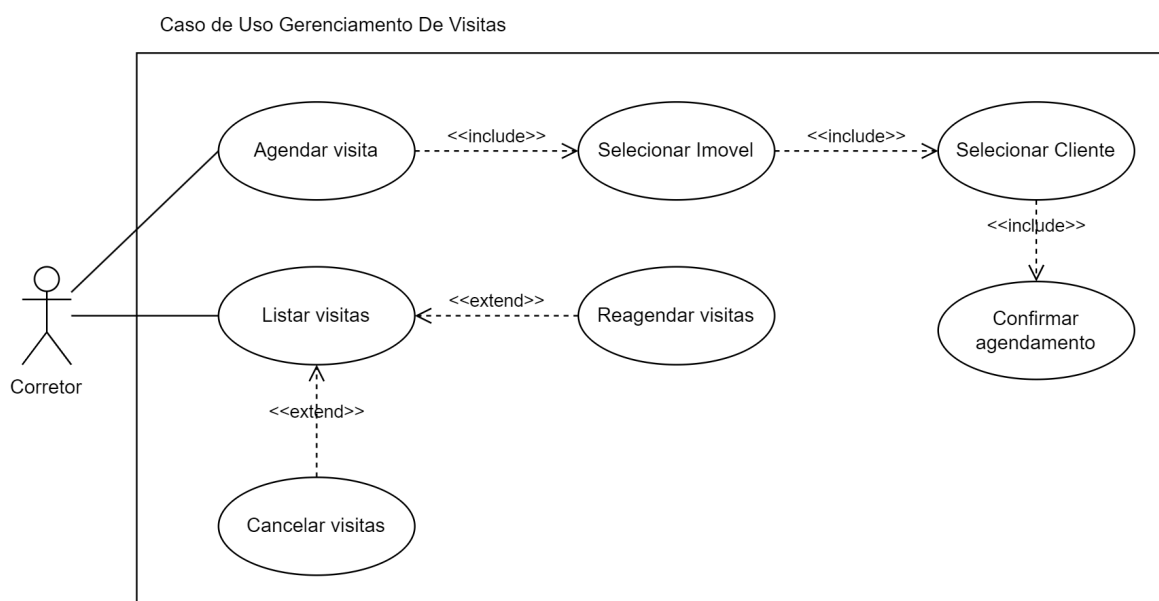 Caso de Uso Gerenciamento De Visitas
Agendar visita
<<include>>
Selecionar Imovel
<<include>>
Selecionar Cliente
<<include>>
Listar visitas
<<extend>>
Reagendar visitas
Confirmar
agendamento
Corretor
<<extend>>
Cancelar visitas